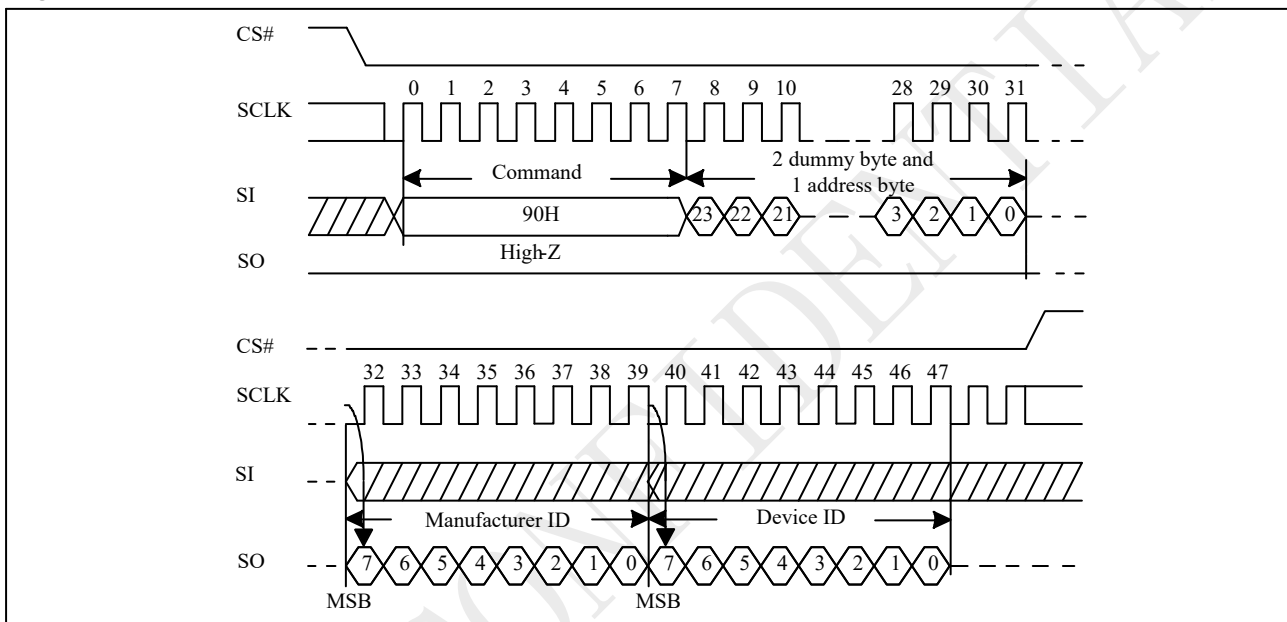 CS#
0 1 2 3 4 5 6 7 8 9 10 28 29 30 31
SCLK
Command
2 dummy byte and
1 address byte
SI
90H
23 22 21 3 2 1 0
High-Z
SO
CS#
32 33 34 35 36 37 38 39 40 41 42 43 44 45 46 47
SCLK
SI
Manufacturer ID
Device ID
SO
7 6 5 4 3 2 1 0 7 6 5 4 3 2 1 0
MSB
MSB
CONFIDENTIA